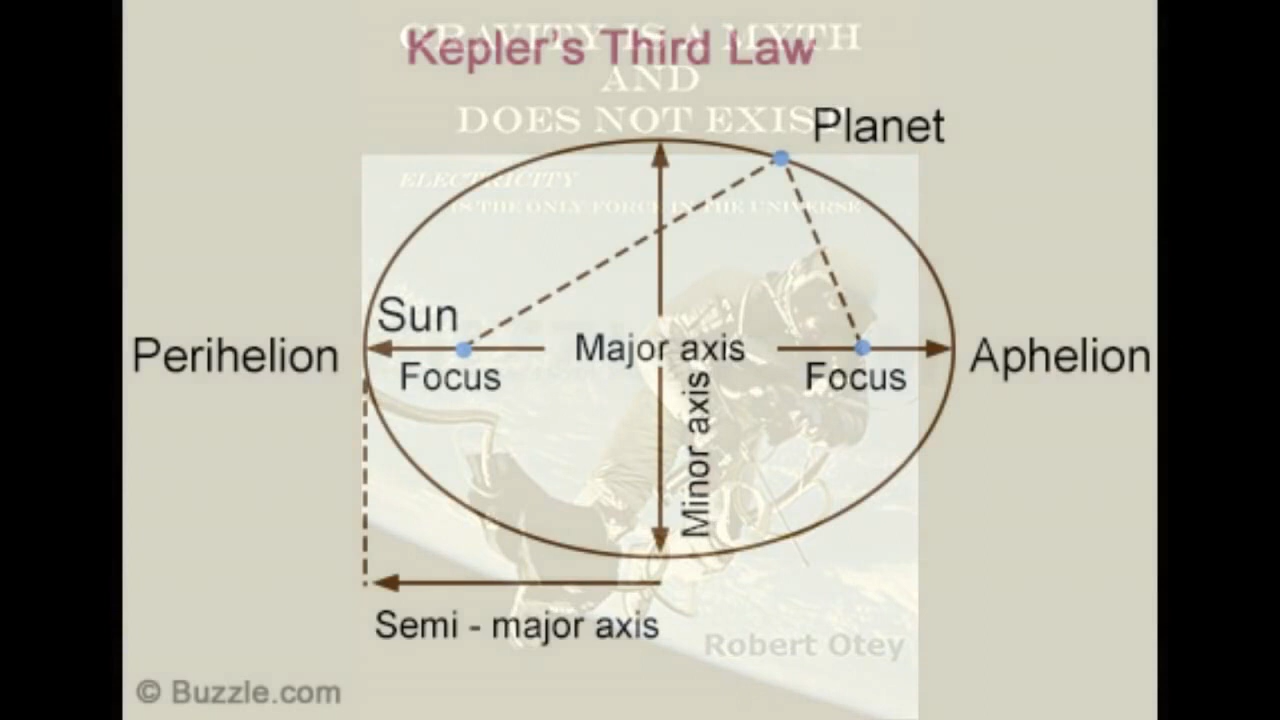 GRAVITY IS A MYTH
Kepler's Third Law
AND
DOES NOT EXIST
Planet
ELECTRICITY
IS THE ONLY FORCE IN THE UNIVERSE
Sun
Perihelion
Major axis
Aphelion
Focus
Focus
Minor axis
Semi - major axis
Robert Otey
© Buzzle.com